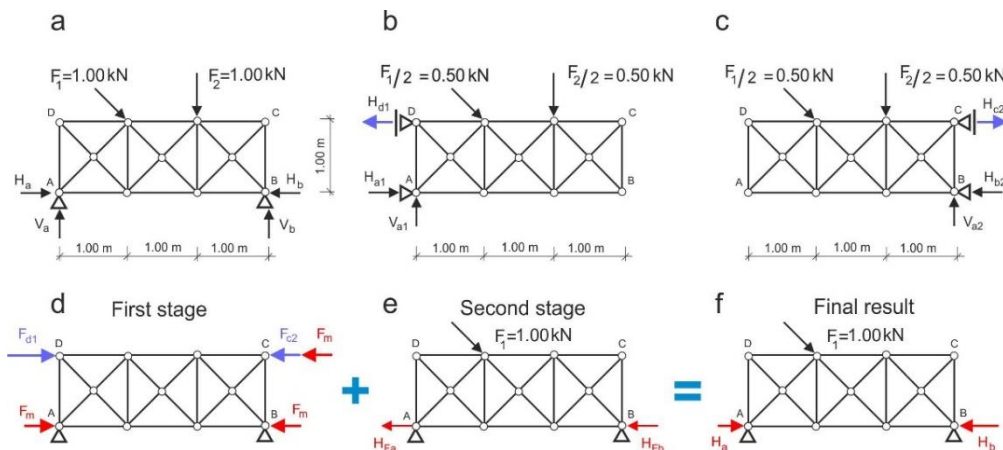 a
b
c
F1=1.00kN
F2=1.00kN
F1/2 = 0.50 kN
F2/2 = 0.50 kN
F1/2 = 0.50 kN
F2/2 = 0.50 kN
D
C
Hd1
D
C
D
C
Hc2
1.00 m
Ha
A
B
Hb
Ha1
A
B
A
B
Hb2
Va
Vb
Va1
Va2
1.00 m
1.00 m
1.00 m
1.00 m
1.00 m
1.00 m
1.00 m
1.00 m
1.00 m
d
First stage
e
Second stage
f
Final result
F1=1.00kN
F1=1.00kN
Fd1
D
C
Fc2
Fm
D
C
D
C
Fm
A
B
Fm
A
B
A
B
HFa
HFb
Ha
Hb
+
=